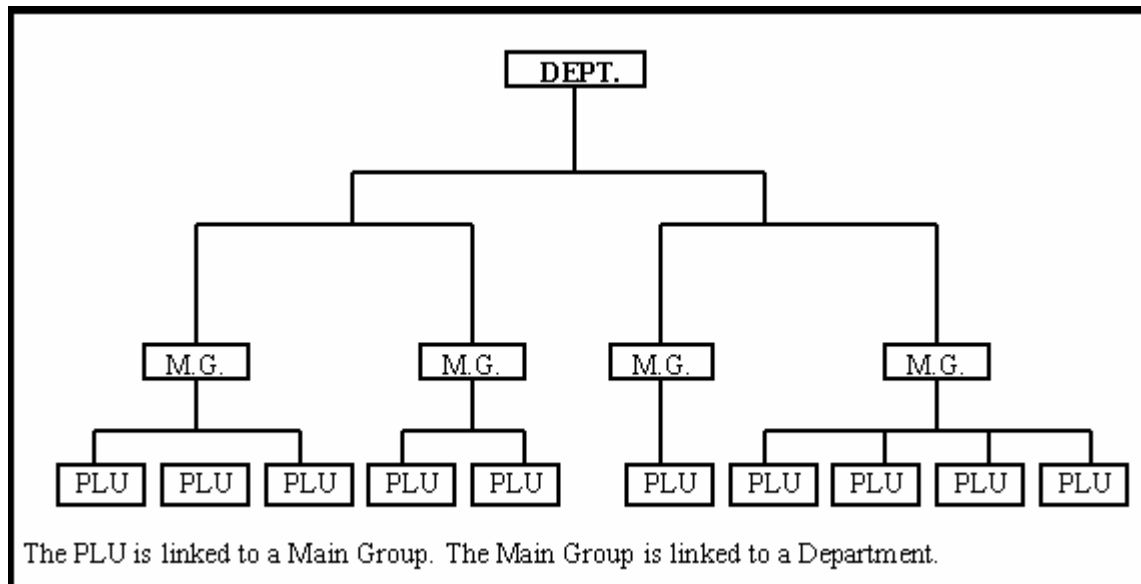 DEPT.
M.G. M.G. M.G. M.G.
PLU PLU PLU PLU PLU PLU PLU PLU PLU PLU
The PLU is linked to a Main Group. The Main Group is linked to a Department.